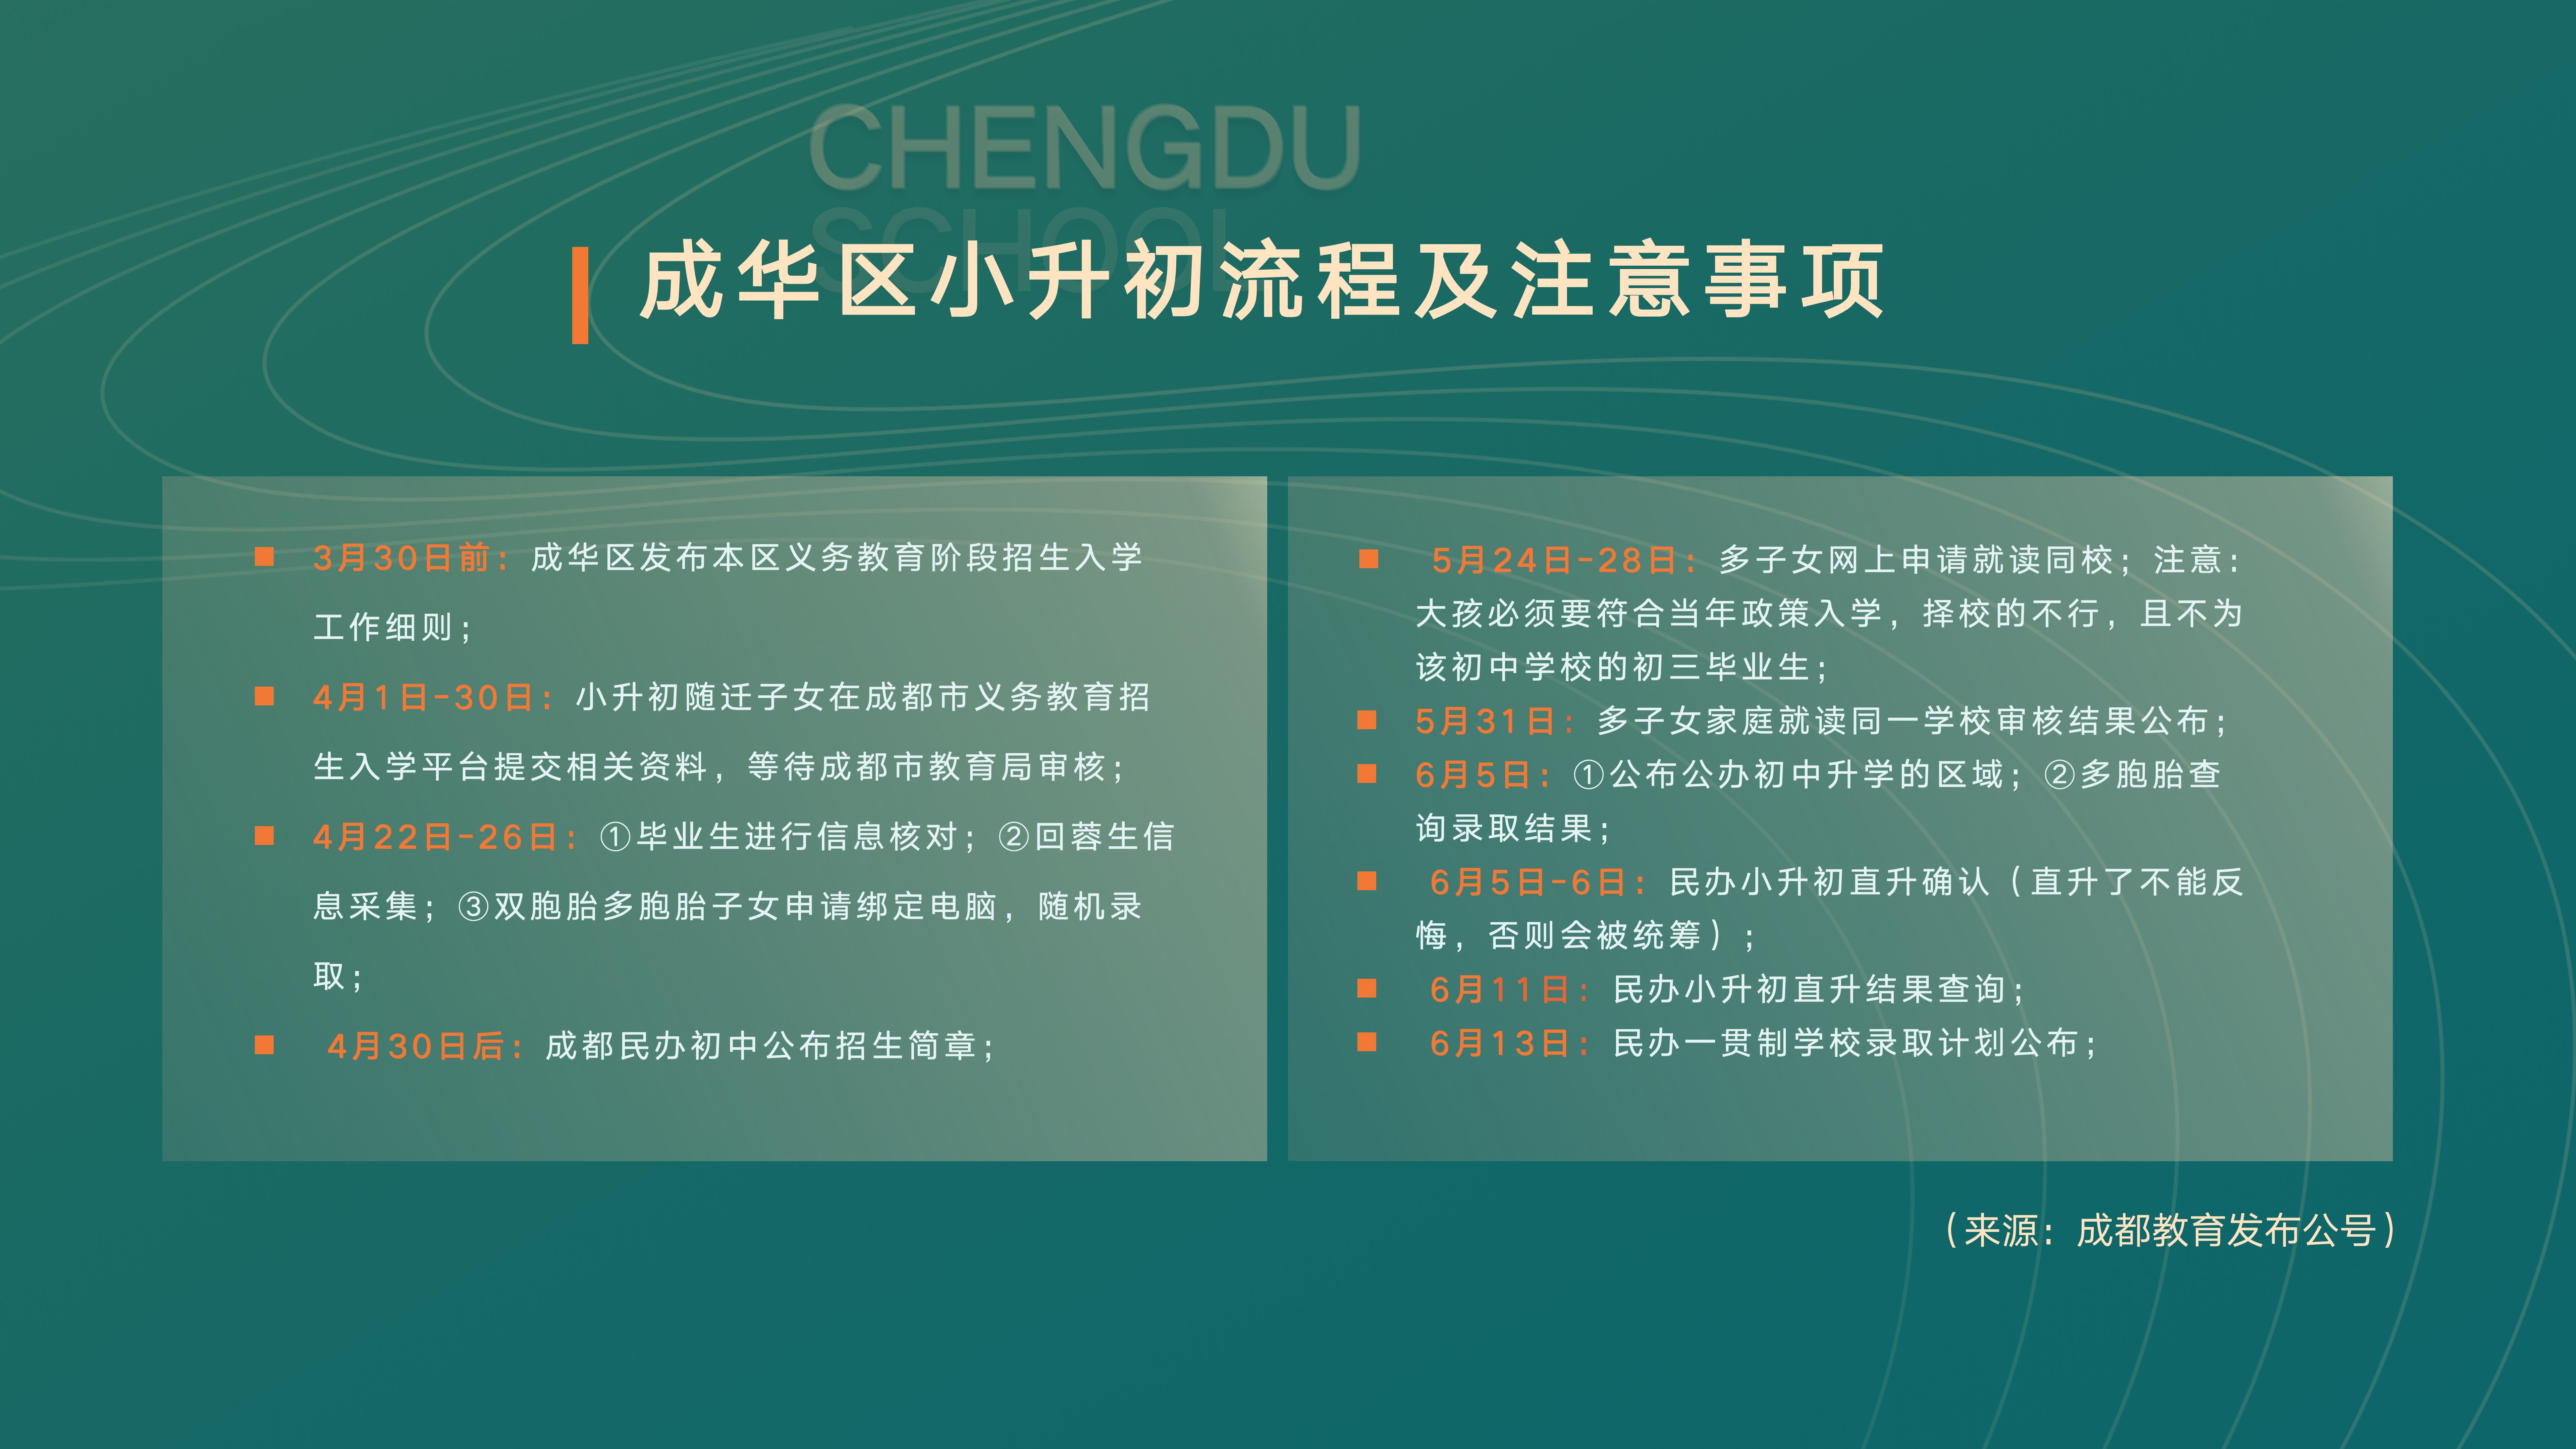 CHENGDU
SCHOOL
成华区小升初流程及注意事项
3月30日前：成华区发布本区义务教育阶段招生入学
工作细则；
4月1日-30日：小升初随迁子女在成都市义务教育招
生入学平台提交相关资料，等待成都市教育局审核；
4月22日-26日：①毕业生进行信息核对；②回蓉生信
息采集；③双胞胎多胞胎子女申请绑定电脑，随机录
取；
4月30日后：成都民办初中公布招生简章；
5月24日-28日：多子女网上申请就读同校；注意：
大孩必须要符合当年政策入学，择校的不行，且不为
该初中学校的初三毕业生；
5月31日：多子女家庭就读同一学校审核结果公布；
6月5日：①公布公办初中升学的区域；②多胞胎查
询录取结果；
6月5日-6日：民办小升初直升确认（直升了不能反
悔，否则会被统筹）；
6月11日：民办小升初直升结果查询；
6月13日：民办一贯制学校录取计划公布；
（来源：成都教育发布公号）